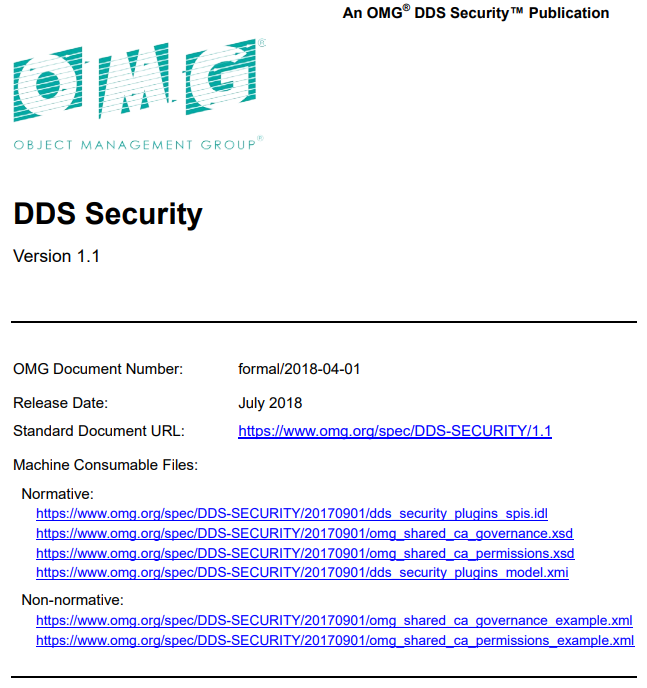 An OMG® DDS Security™ Publication
OMG®
OBJECT MANAGEMENT GROUP®
DDS Security
Version 1.1
OMG Document Number: formal/2018-04-01
Release Date: July 2018
Standard Document URL: https://www.omg.org/spec/DDS-SECURITY/1.1
Machine Consumable Files:
Normative:
https://www.omg.org/spec/DDS-SECURITY/20170901/dds_security_plugins_spis.idl
https://www.omg.org/spec/DDS-SECURITY/20170901/omg_shared_ca_governance.xsd
https://www.omg.org/spec/DDS-SECURITY/20170901/omg_shared_ca_permissions.xsd
https://www.omg.org/spec/DDS-SECURITY/20170901/dds_security_plugins_model.xmi
Non-normative:
https://www.omg.org/spec/DDS-SECURITY/20170901/omg_shared_ca_governance_example.xml
https://www.omg.org/spec/DDS-SECURITY/20170901/omg_shared_ca_permissions_example.xml